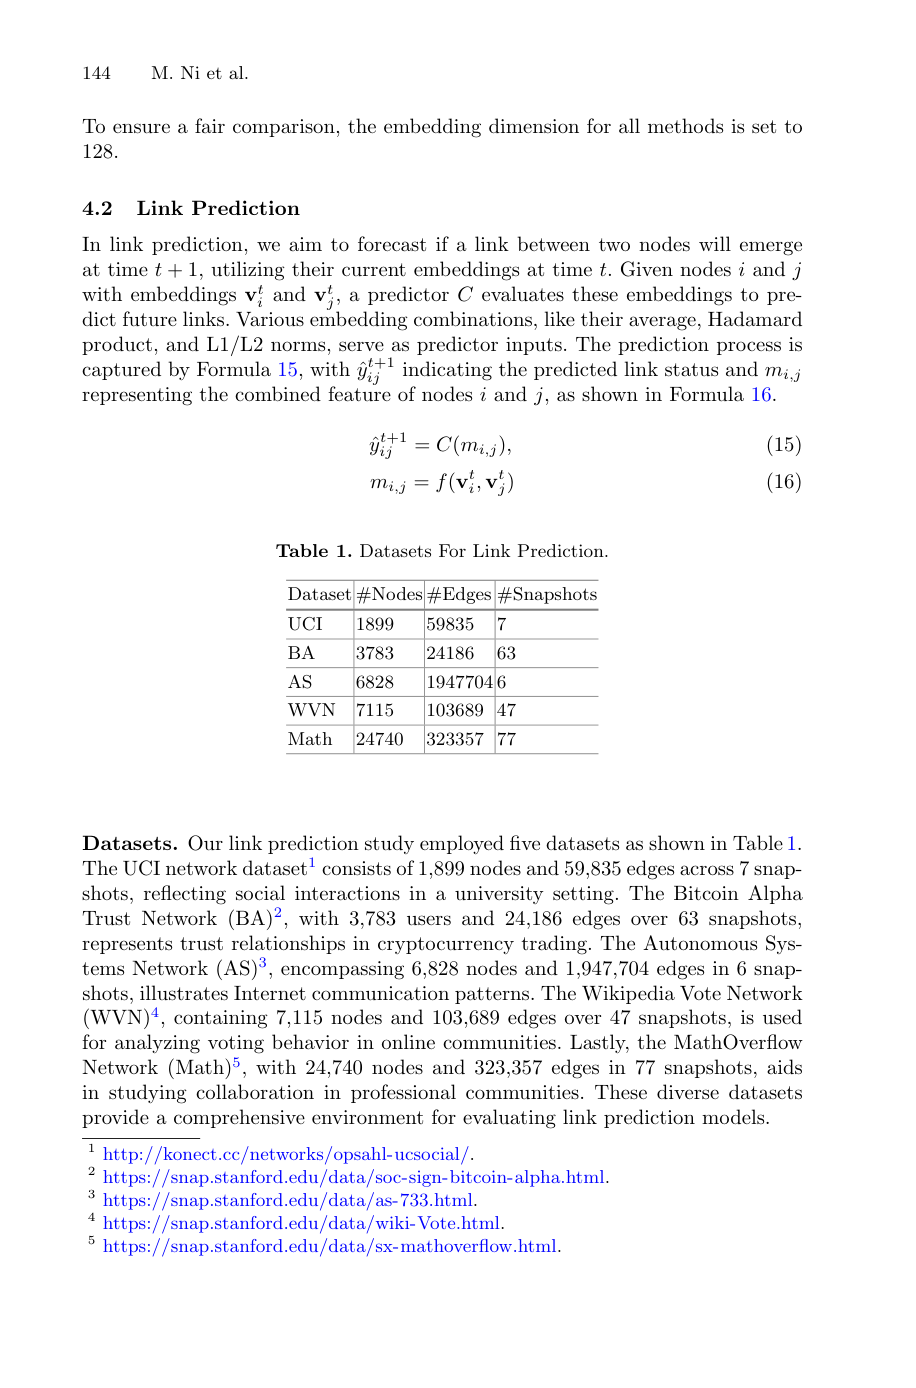 144 M. Ni et al.
To ensure a fair comparison, the embedding dimension for all methods is set to
128.
4.2 Link Prediction
In link prediction, we aim to forecast if a link between two nodes will emerge
at time t + 1, utilizing their current embeddings at time t. Given nodes i and j
with embeddings v_i^t and v_j^t, a predictor C evaluates these embeddings to pre-
dict future links. Various embedding combinations, like their average, Hadamard
product, and L1/L2 norms, serve as predictor inputs. The prediction process is
captured by Formula 15, with ŷ_{ij}^{t+1} indicating the predicted link status and m_{i,j}
representing the combined feature of nodes i and j, as shown in Formula 16.
ŷ_{ij}^{t+1} = C(m_{i,j}), (15)
m_{i,j} = f(v_i^t, v_j^t) (16)
Table 1. Datasets For Link Prediction.
Dataset #Nodes #Edges #Snapshots
UCI 1899 59835 7
BA 3783 24186 63
AS 6828 1947704 6
WVN 7115 103689 47
Math 24740 323357 77
Datasets. Our link prediction study employed five datasets as shown in Table 1.
The UCI network dataset¹ consists of 1,899 nodes and 59,835 edges across 7 snap-
shots, reflecting social interactions in a university setting. The Bitcoin Alpha
Trust Network (BA)², with 3,783 users and 24,186 edges over 63 snapshots,
represents trust relationships in cryptocurrency trading. The Autonomous Sys-
tems Network (AS)³, encompassing 6,828 nodes and 1,947,704 edges in 6 snap-
shots, illustrates Internet communication patterns. The Wikipedia Vote Network
(WVN)⁴, containing 7,115 nodes and 103,689 edges over 47 snapshots, is used
for analyzing voting behavior in online communities. Lastly, the MathOverflow
Network (Math)⁵, with 24,740 nodes and 323,357 edges in 77 snapshots, aids
in studying collaboration in professional communities. These diverse datasets
provide a comprehensive environment for evaluating link prediction models.
¹ http://konect.cc/networks/opsahl-ucsocial/.
² https://snap.stanford.edu/data/soc-sign-bitcoin-alpha.html.
³ https://snap.stanford.edu/data/as-733.html.
⁴ https://snap.stanford.edu/data/wiki-Vote.html.
⁵ https://snap.stanford.edu/data/sx-mathoverflow.html.